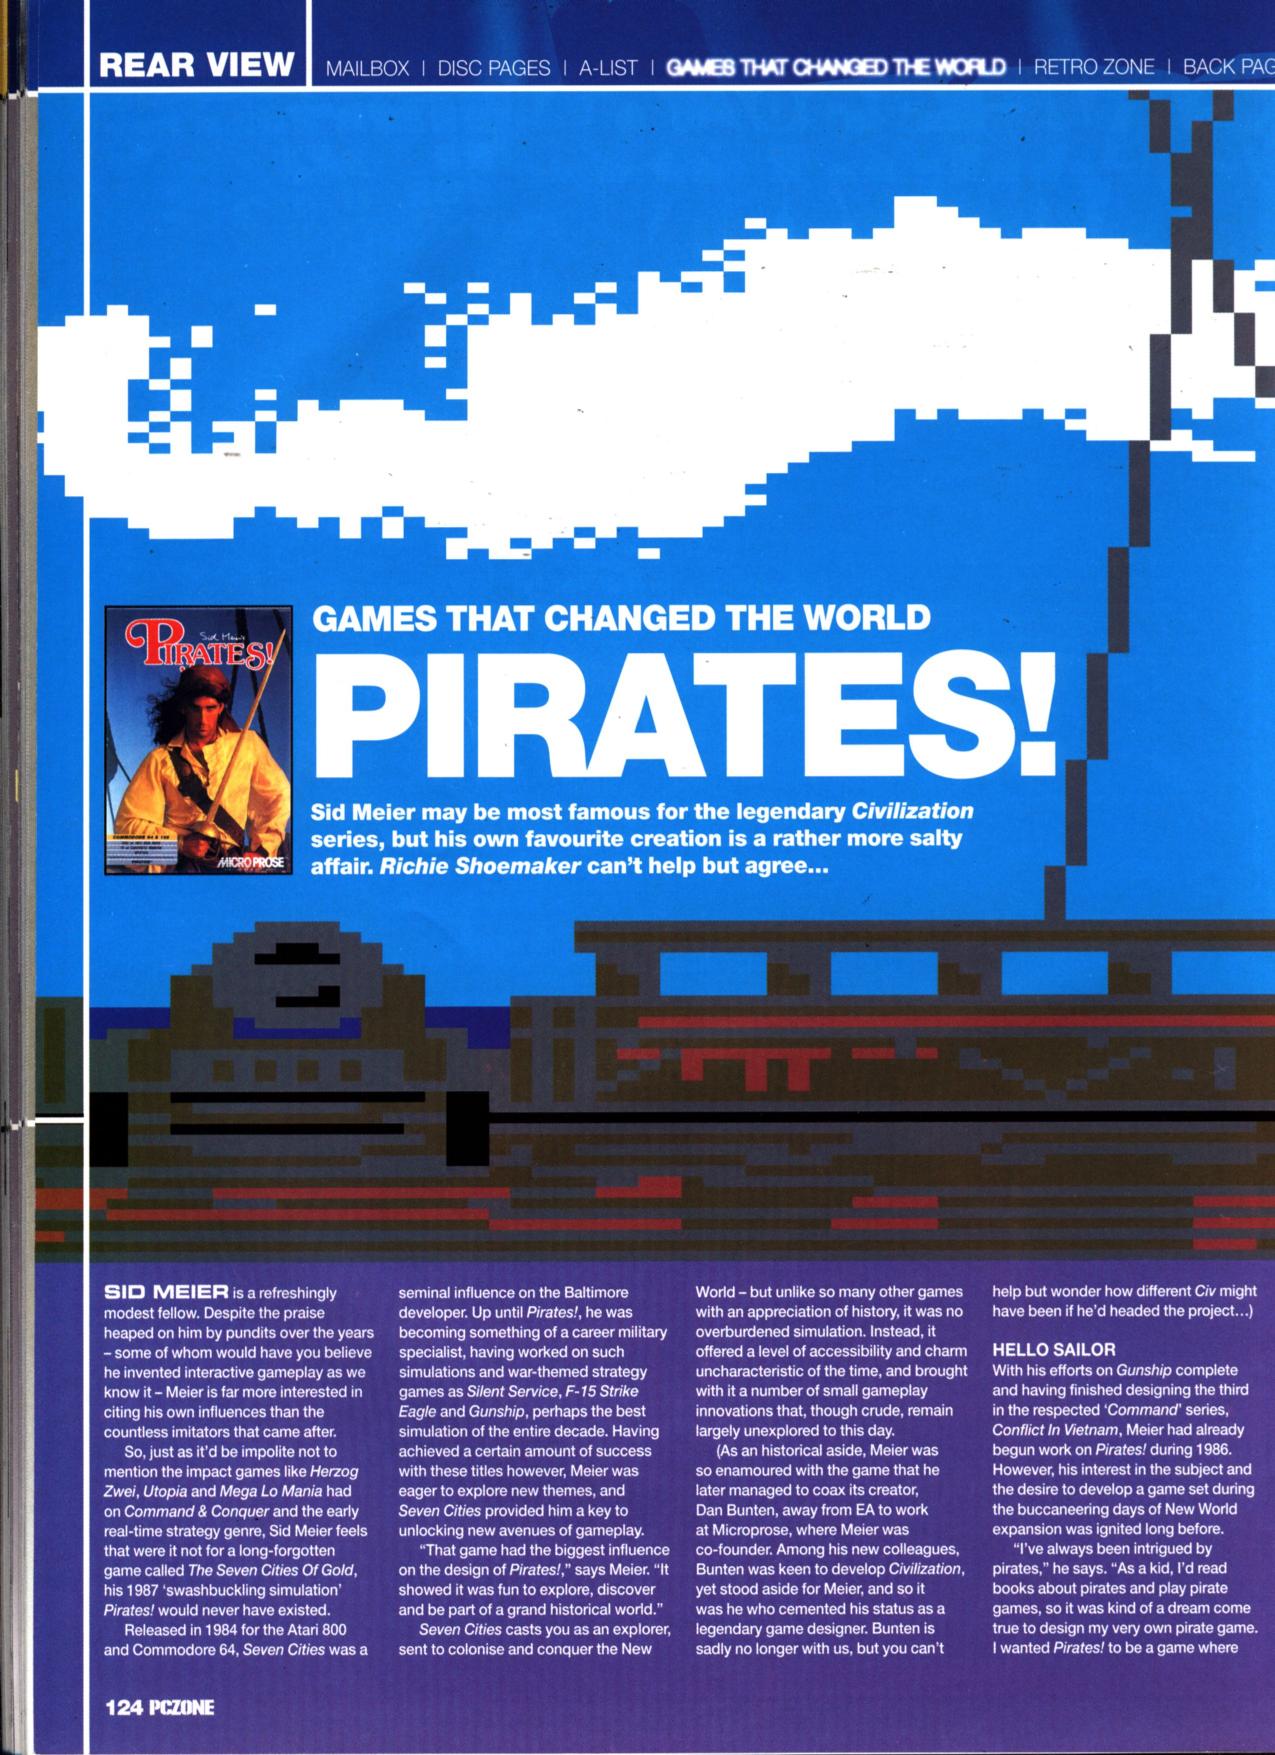 REAR VIEW
MAILBOX | DISC PAGES | A-LIST | GAMES THAT CHANGED THE WORLD | RETRO ZONE | BACK PAG
Sid Meier's
PIRATES!
COMMODORE 64 & 128
MICROPROSE
GAMES THAT CHANGED THE WORLD
PIRATES!
Sid Meier may be most famous for the legendary Civilization
series, but his own favourite creation is a rather more salty
affair. Richie Shoemaker can't help but agree...
SID MEIER is a refreshingly
modest fellow. Despite the praise
heaped on him by pundits over the years
– some of whom would have you believe
he invented interactive gameplay as we
know it – Meier is far more interested in
citing his own influences than the
countless imitators that came after.
So, just as it'd be impolite not to
mention the impact games like Herzog
Zwei, Utopia and Mega Lo Mania had
on Command & Conquer and the early
real-time strategy genre, Sid Meier feels
that were it not for a long-forgotten
game called The Seven Cities Of Gold,
his 1987 'swashbuckling simulation'
Pirates! would never have existed.
Released in 1984 for the Atari 800
and Commodore 64, Seven Cities was a
seminal influence on the Baltimore
developer. Up until Pirates!, he was
becoming something of a career military
specialist, having worked on such
simulations and war-themed strategy
games as Silent Service, F-15 Strike
Eagle and Gunship, perhaps the best
simulation of the entire decade. Having
achieved a certain amount of success
with these titles however, Meier was
eager to explore new themes, and
Seven Cities provided him a key to
unlocking new avenues of gameplay.
"That game had the biggest influence
on the design of Pirates!," says Meier. "It
showed it was fun to explore, discover
and be part of a grand historical world."
Seven Cities casts you as an explorer,
sent to colonise and conquer the New
World – but unlike so many other games
with an appreciation of history, it was no
overburdened simulation. Instead, it
offered a level of accessibility and charm
uncharacteristic of the time, and brought
with it a number of small gameplay
innovations that, though crude, remain
largely unexplored to this day.
(As an historical aside, Meier was
so enamoured with the game that he
later managed to coax its creator,
Dan Bunten, away from EA to work
at Microprose, where Meier was
co-founder. Among his new colleagues,
Bunten was keen to develop Civilization,
yet stood aside for Meier, and so it
was he who cemented his status as a
legendary game designer. Bunten is
sadly no longer with us, but you can't
help but wonder how different Civ might
have been if he'd headed the project...)
HELLO SAILOR
With his efforts on Gunship complete
and having finished designing the third
in the respected 'Command' series,
Conflict In Vietnam, Meier had already
begun work on Pirates! during 1986.
However, his interest in the subject and
the desire to develop a game set during
the buccaneering days of New World
expansion was ignited long before.
"I've always been intrigued by
pirates," he says. "As a kid, I'd read
books about pirates and play pirate
games, so it was kind of a dream come
true to design my very own pirate game.
I wanted Pirates! to be a game where
124 PCZONE